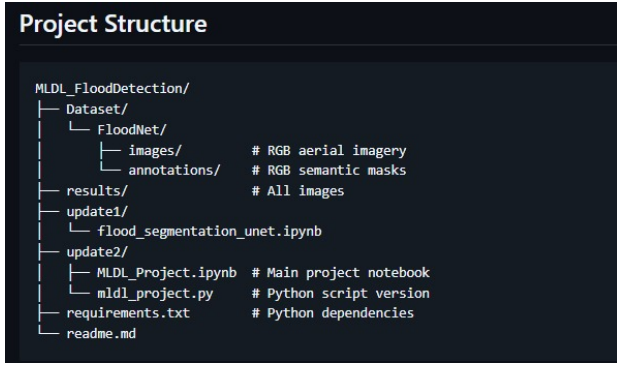 Project Structure
MLDL_FloodDetection/
├── Dataset/
│   └── FloodNet/
│       ├── images/        # RGB aerial imagery
│       └── annotations/   # RGB semantic masks
├── results/               # All images
├── update1/
│   └── flood_segmentation_unet.ipynb
├── update2/
│   ├── MLDL_Project.ipynb  # Main project notebook
│   └── mldl_project.py     # Python script version
├── requirements.txt       # Python dependencies
└── readme.md